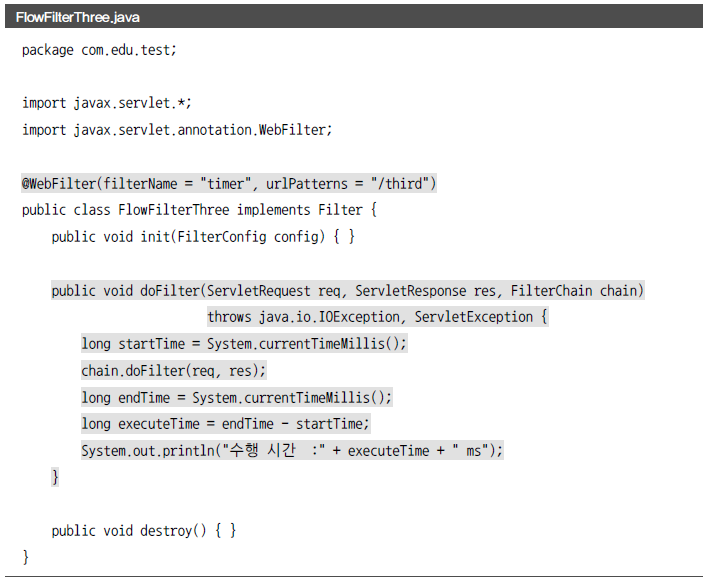 FlowFilterThree.java
package com.edu.test;
import javax.servlet.*;
import javax.servlet.annotation.WebFilter;
@WebFilter(filterName = "timer", urlPatterns = "/third")
public class FlowFilterThree implements Filter {
    public void init(FilterConfig config) { }
    public void doFilter(ServletRequest req, ServletResponse res, FilterChain chain)
                    throws java.io.IOException, ServletException {
        long startTime = System.currentTimeMillis();
        chain.doFilter(req, res);
        long endTime = System.currentTimeMillis();
        long executeTime = endTime - startTime;
        System.out.println("수행 시간  :" + executeTime + " ms");
    }
    public void destroy() { }
}